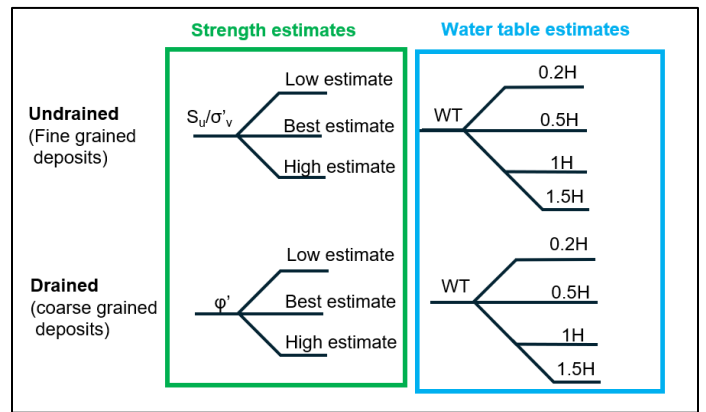 Strength estimates
Water table estimates
Undrained
(Fine grained
deposits)
Sᵤ/σ'ᵥ
Low estimate
Best estimate
High estimate
WT
0.2H
0.5H
1H
1.5H
Drained
(coarse grained
deposits)
φ'
Low estimate
Best estimate
High estimate
WT
0.2H
0.5H
1H
1.5H